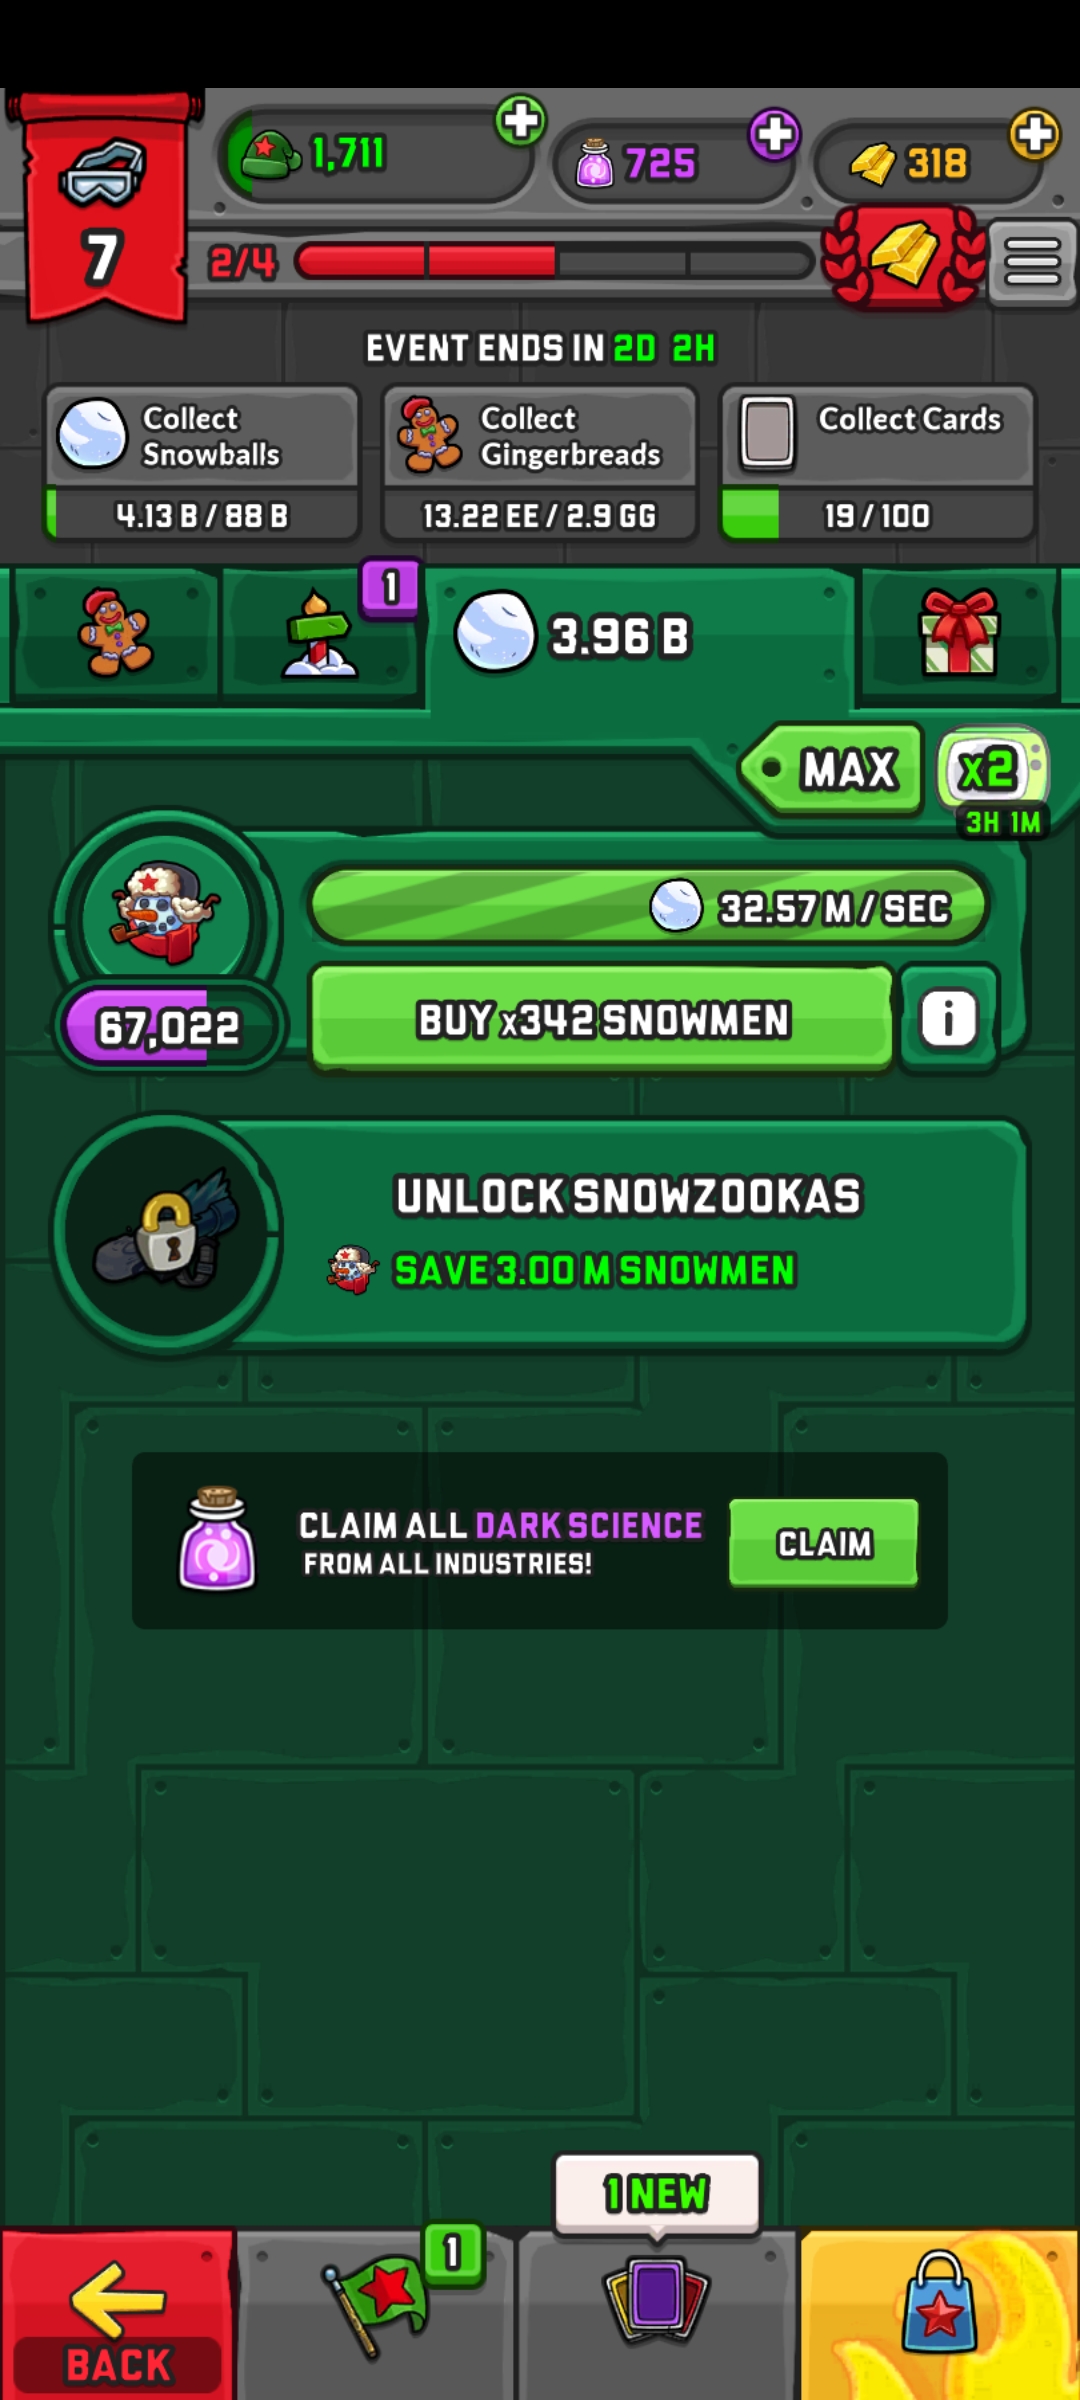 1,711
725
318
7
2/4
EVENT ENDS IN 2D 2H
Collect
Snowballs
4.13 B / 88 B
Collect
Gingerbreads
13.22 EE / 2.9 GG
Collect Cards
19 / 100
1
3.96 B
MAX
x2
3H 1M
32.57 M / SEC
67,022
BUY x342 SNOWMEN
i
UNLOCK SNOWZOOKAS
SAVE 3.00 M SNOWMEN
CLAIM ALL DARK SCIENCE
FROM ALL INDUSTRIES!
CLAIM
1 NEW
1
BACK